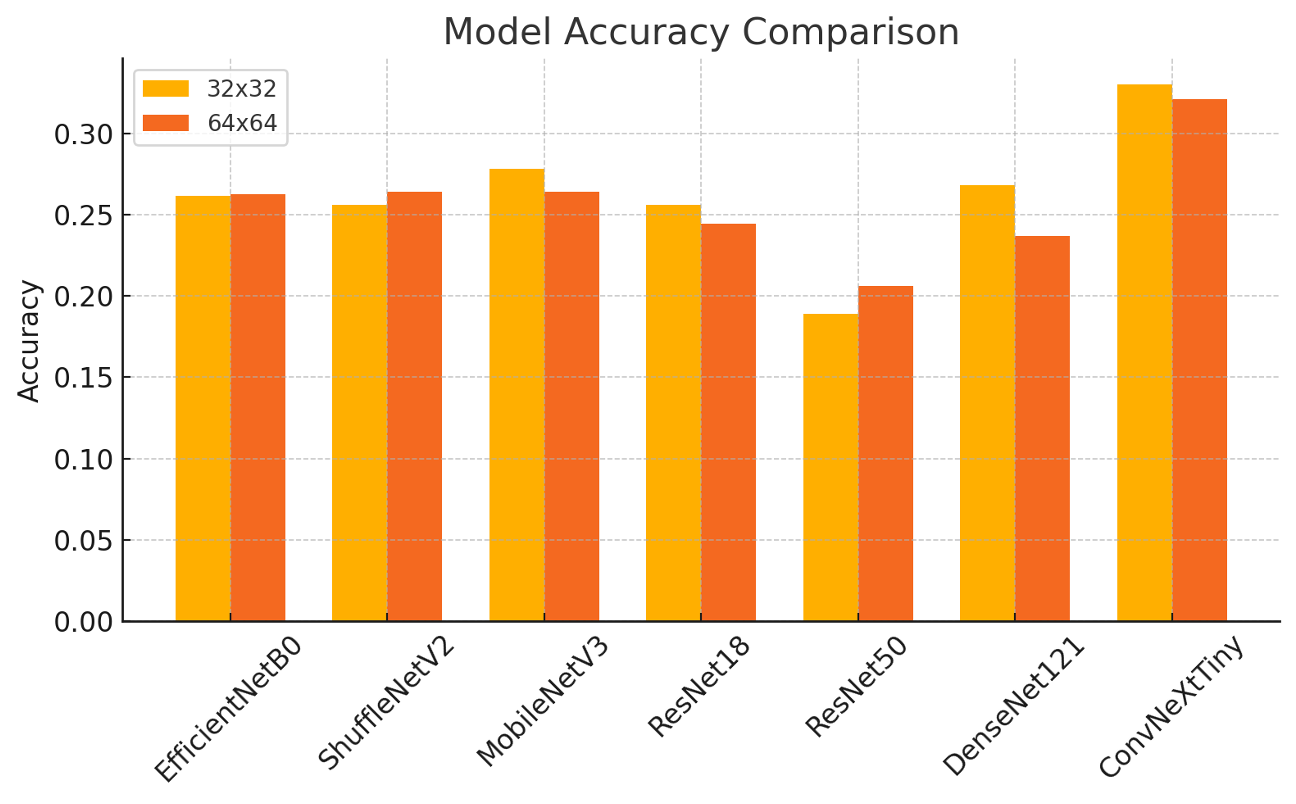 Model Accuracy Comparison
32x32
64x64
Accuracy
0.30
0.25
0.20
0.15
0.10
0.05
0.00
EfficientNetB0
ShuffleNetV2
MobileNetV3
ResNet18
ResNet50
DenseNet121
ConvNeXtTiny